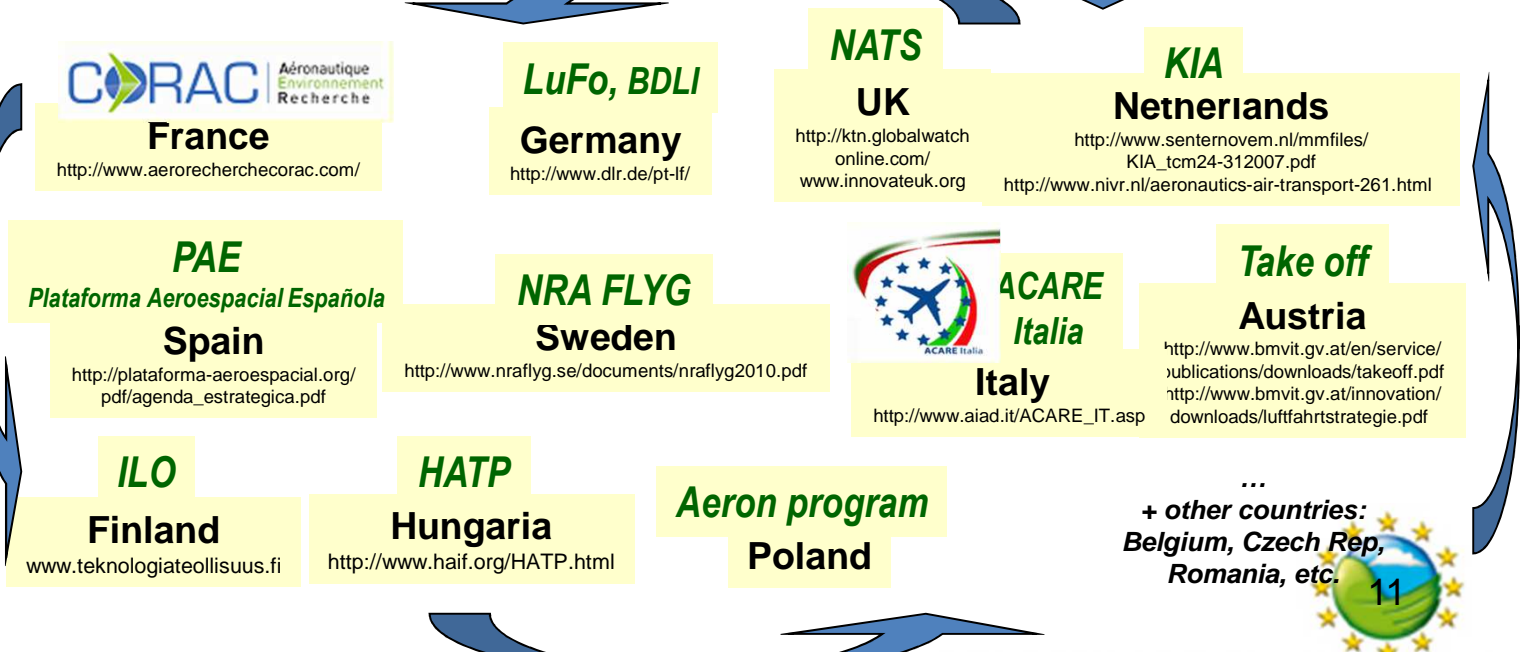 CORAC Aéronautique
Environnement
Recherche
France
http://www.aerorecherchecorac.com/
LuFo, BDLI
Germany
http://www.dlr.de/pt-lf/
NATS
UK
http://ktn.globalwatch
online.com/
www.innovateuk.org
KIA
Netherlands
http://www.senternovem.nl/mmfiles/
KIA_tcm24-312007.pdf
http://www.nivr.nl/aeronautics-air-transport-261.html
PAE
Plataforma Aeroespacial Española
Spain
http://plataforma-aeroespacial.org/
pdf/agenda_estrategica.pdf
NRA FLYG
Sweden
http://www.nraflyg.se/documents/nraflyg2010.pdf
ACARE Italia
ACARE
Italia
Italy
http://www.aiad.it/ACARE_IT.asp
Take off
Austria
http://www.bmvit.gv.at/en/service/
publications/downloads/takeoff.pdf
http://www.bmvit.gv.at/innovation/
downloads/luftfahrtstrategie.pdf
ILO
Finland
www.teknologiateollisuus.fi
HATP
Hungaria
http://www.haif.org/HATP.html
Aeron program
Poland
…
+ other countries:
Belgium, Czech Rep,
Romania, etc.
11